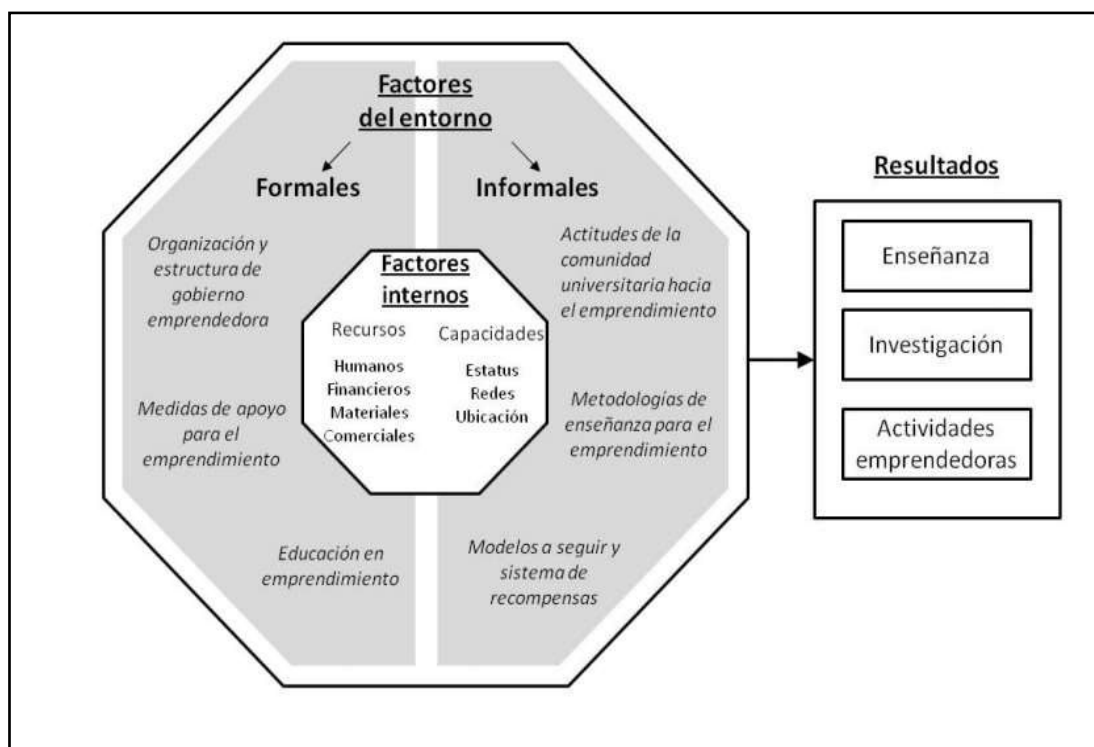 Factores
del entorno
Formales
Informales
Organización y
estructura de
gobierno
emprendedora
Medidas de apoyo
para el
emprendimiento
Educación en
emprendimiento
Actitudes de la
comunidad
universitaria hacia
el emprendimiento
Metodologías de
enseñanza para el
emprendimiento
Modelos a seguir y
sistema de
recompensas
Factores
internos
Recursos
Humanos
Financieros
Materiales
Comerciales
Capacidades
Estatus
Redes
Ubicación
Resultados
Enseñanza
Investigación
Actividades
emprendedoras